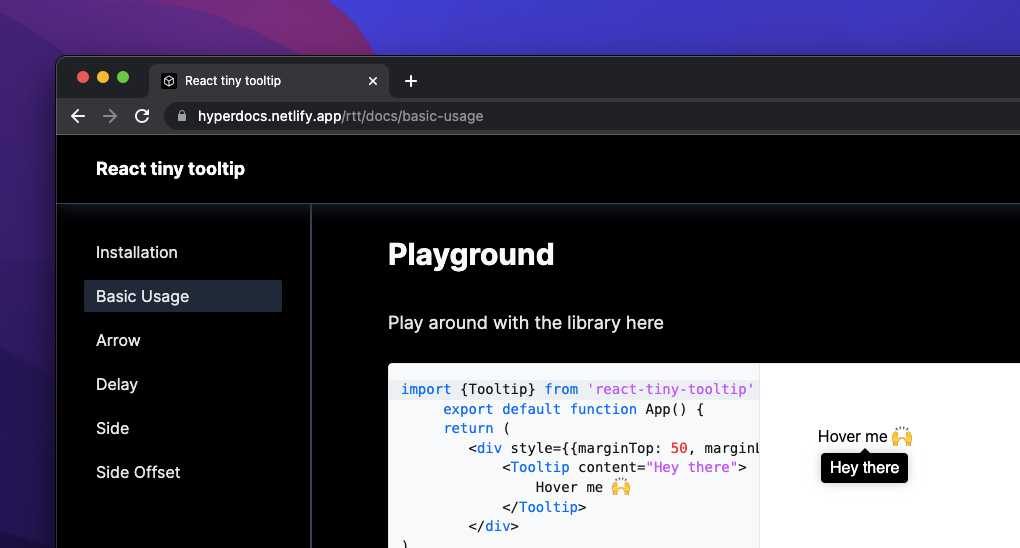 React tiny tooltip
hyperdocs.netlify.app/rtt/docs/basic-usage
React tiny tooltip
Installation
Basic Usage
Arrow
Delay
Side
Side Offset
Playground
Play around with the library here
import {Tooltip} from 'react-tiny-tooltip'
export default function App() {
return (
<div style={{marginTop: 50, marginL
<Tooltip content="Hey there">
Hover me 🙌
</Tooltip>
</div>
)
Hover me 🙌
Hey there